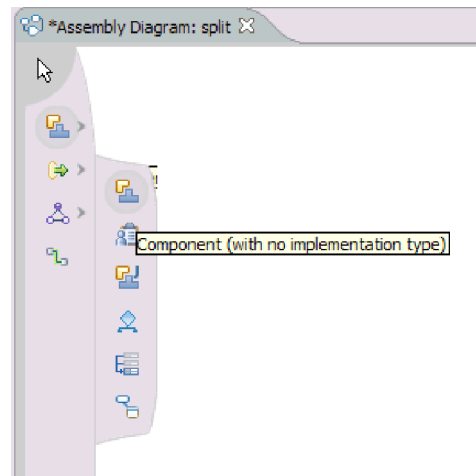 *Assembly Diagram: split
Component (with no implementation type)